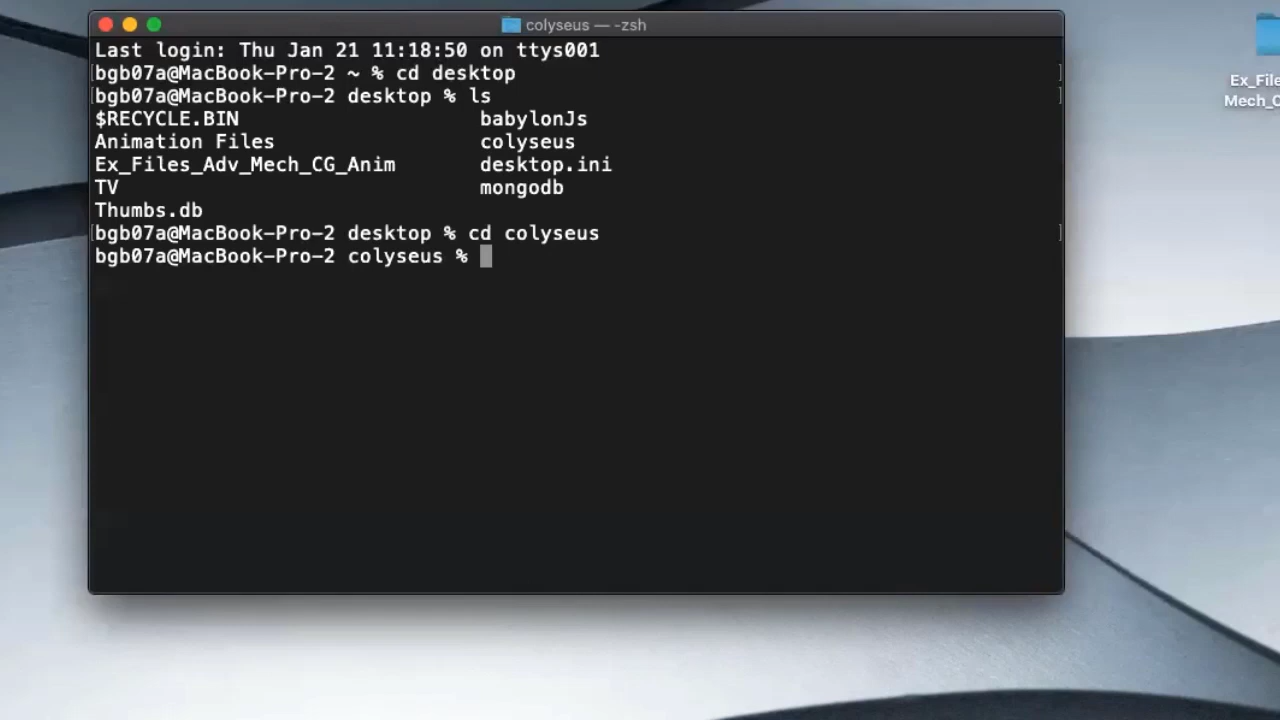 colyseus — -zsh
Last login: Thu Jan 21 11:18:50 on ttys001
bgb07a@MacBook-Pro-2 ~ % cd desktop
bgb07a@MacBook-Pro-2 desktop % ls
$RECYCLE.BIN babylonJs
Animation Files colyseus
Ex_Files_Adv_Mech_CG_Anim desktop.ini
TV mongodb
Thumbs.db
bgb07a@MacBook-Pro-2 desktop % cd colyseus
bgb07a@MacBook-Pro-2 colyseus %
Ex_File
Mech_C